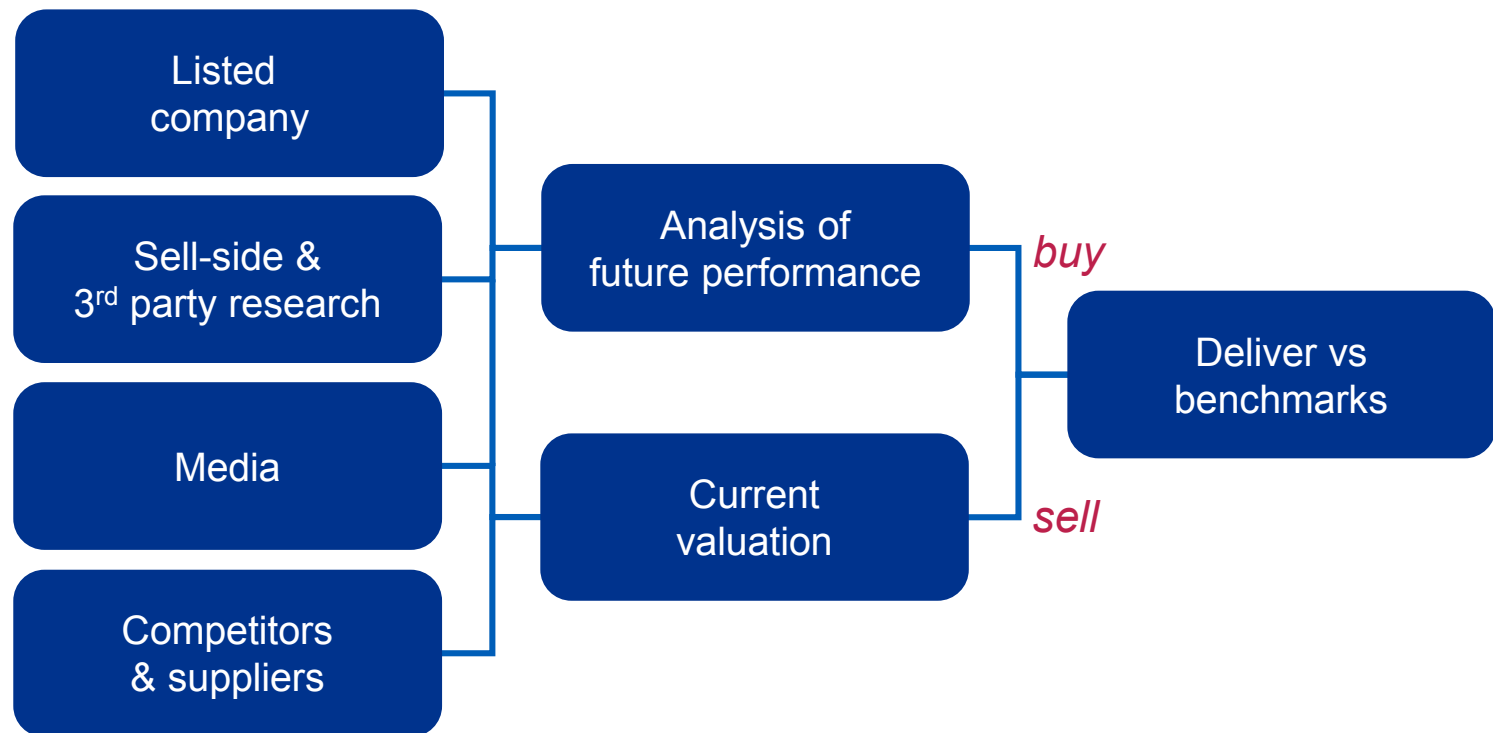 Listed
company
Sell-side &
3rd party research
Media
Competitors
& suppliers
Analysis of
future performance
Current
valuation
buy
sell
Deliver vs
benchmarks